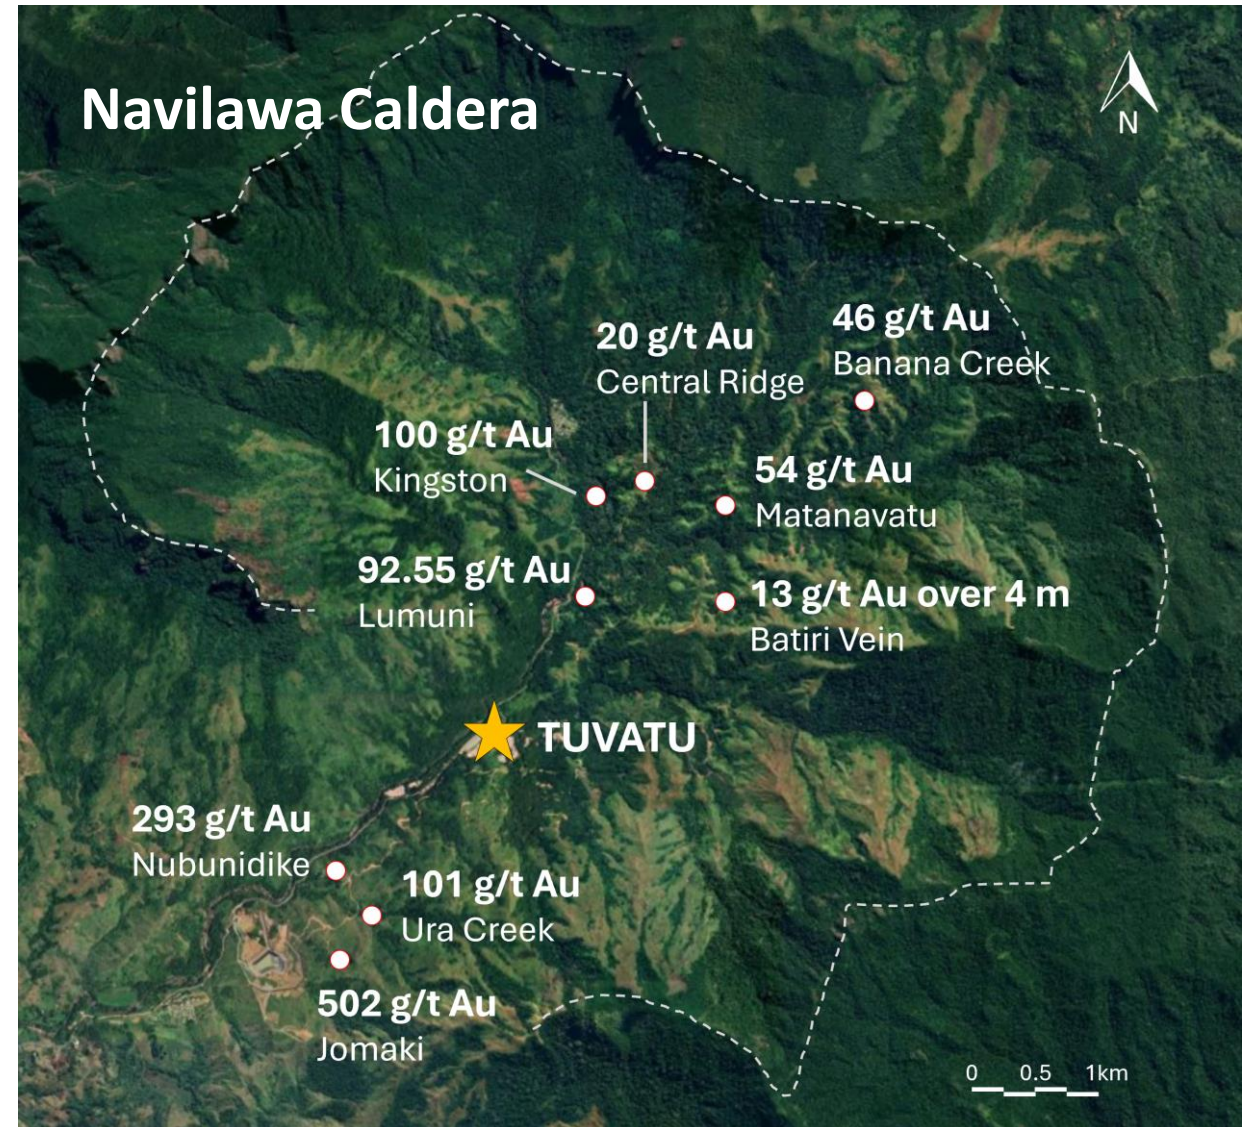 Navilawa Caldera
N
46 g/t Au
Banana Creek
20 g/t Au
Central Ridge
100 g/t Au
Kingston
54 g/t Au
Matanavatu
92.55 g/t Au
Lumuni
13 g/t Au over 4 m
Batiri Vein
TUVATU
293 g/t Au
Nubunidike
101 g/t Au
Ura Creek
502 g/t Au
Jomaki
0 0.5 1km